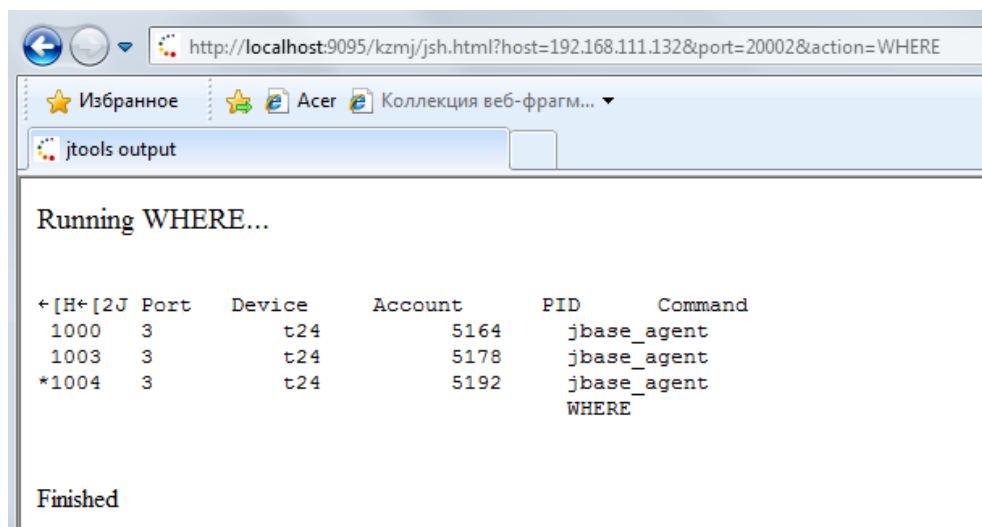 http://localhost:9095/kzmj/jsh.html?host=192.168.111.132&port=20002&action=WHERE
Избранное Acer Коллекция веб-фрагм... ▼
jtools output
Running WHERE...
←[H←[2J Port Device Account PID Command
1000 3 t24 5164 jbase_agent
1003 3 t24 5178 jbase_agent
*1004 3 t24 5192 jbase_agent
WHERE
Finished